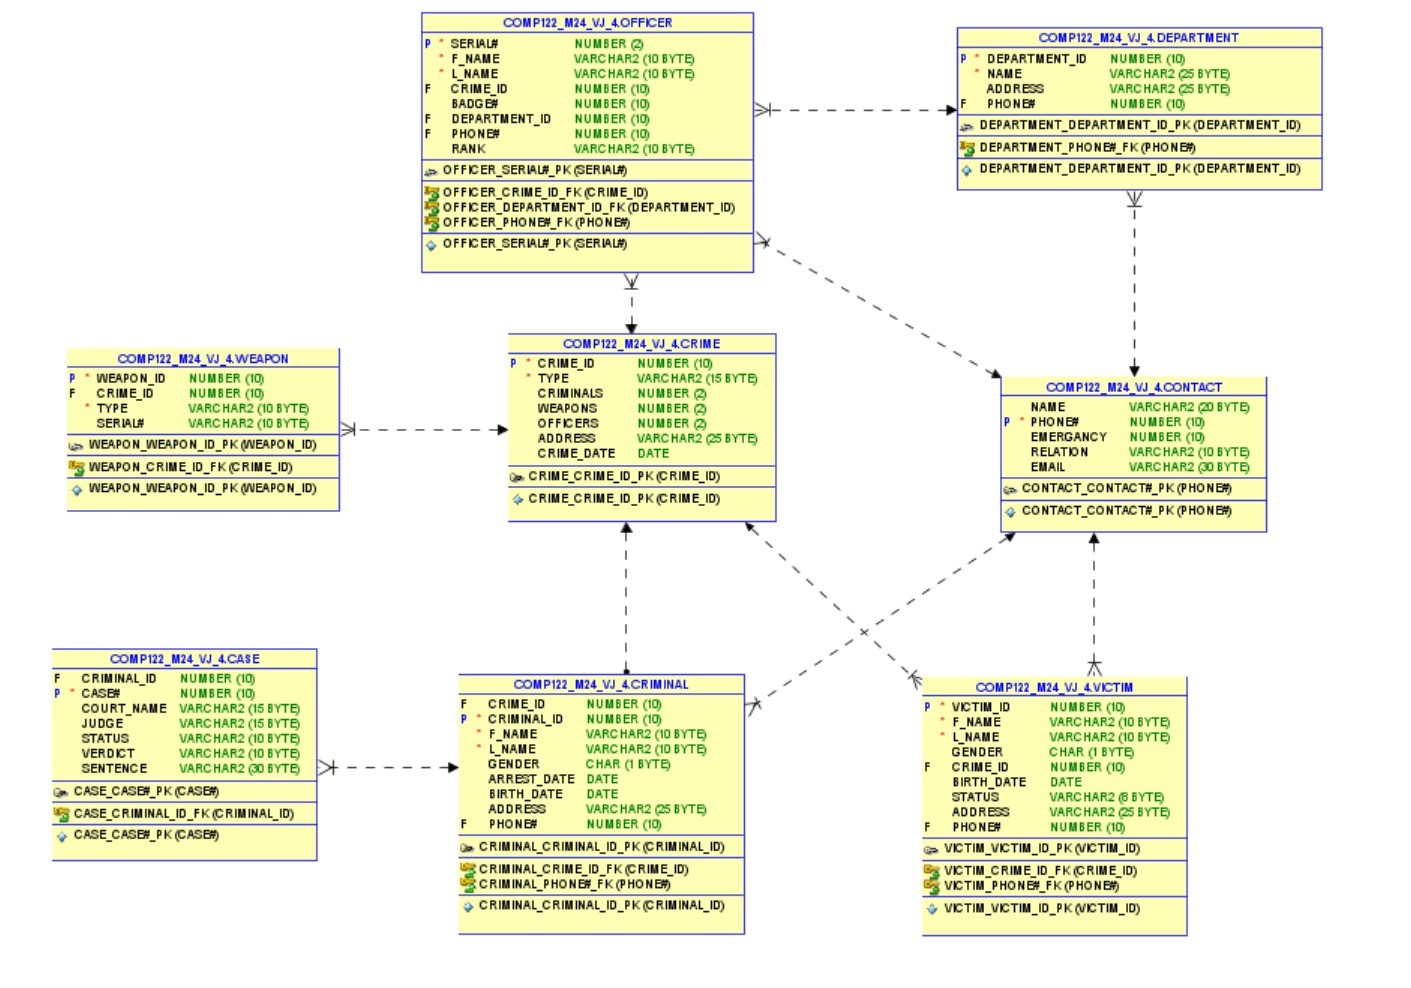 COMP122_M24_VJ_4.OFFICER
P * SERIAL# NUMBER (2)
* F_NAME VARCHAR2 (10 BYTE)
* L_NAME VARCHAR2 (10 BYTE)
F CRIME_ID NUMBER (10)
BADGE# NUMBER (10)
F DEPARTMENT_ID NUMBER (10)
F PHONE# NUMBER (10)
RANK VARCHAR2 (10 BYTE)
OFFICER_SERIAL#_PK (SERIAL#)
OFFICER_CRIME_ID_FK (CRIME_ID)
OFFICER_DEPARTMENT_ID_FK (DEPARTMENT_ID)
OFFICER_PHONE#_FK (PHONE#)
OFFICER_SERIAL#_PK (SERIAL#)
COMP122_M24_VJ_4.DEPARTMENT
P * DEPARTMENT_ID NUMBER (10)
* NAME VARCHAR2 (25 BYTE)
ADDRESS VARCHAR2 (25 BYTE)
F PHONE# NUMBER (10)
DEPARTMENT_DEPARTMENT_ID_PK (DEPARTMENT_ID)
DEPARTMENT_PHONE#_FK (PHONE#)
DEPARTMENT_DEPARTMENT_ID_PK (DEPARTMENT_ID)
COMP122_M24_VJ_4.WEAPON
P * WEAPON_ID NUMBER (10)
F CRIME_ID NUMBER (10)
* TYPE VARCHAR2 (10 BYTE)
SERIAL# VARCHAR2 (10 BYTE)
WEAPON_WEAPON_ID_PK (WEAPON_ID)
WEAPON_CRIME_ID_FK (CRIME_ID)
WEAPON_WEAPON_ID_PK (WEAPON_ID)
COMP122_M24_VJ_4.CRIME
P * CRIME_ID NUMBER (10)
* TYPE VARCHAR2 (15 BYTE)
CRIMINALS NUMBER (2)
WEAPONS NUMBER (2)
OFFICERS NUMBER (2)
ADDRESS VARCHAR2 (25 BYTE)
CRIME_DATE DATE
CRIME_CRIME_ID_PK (CRIME_ID)
CRIME_CRIME_ID_PK (CRIME_ID)
COMP122_M24_VJ_4.CONTACT
NAME VARCHAR2 (20 BYTE)
P * PHONE# NUMBER (10)
EMERGANCY NUMBER (10)
RELATION VARCHAR2 (10 BYTE)
EMAIL VARCHAR2 (30 BYTE)
CONTACT_CONTACT#_PK (PHONE#)
CONTACT_CONTACT#_PK (PHONE#)
COMP122_M24_VJ_4.CASE
F CRIMINAL_ID NUMBER (10)
P * CASE# NUMBER (10)
COURT_NAME VARCHAR2 (15 BYTE)
JUDGE VARCHAR2 (15 BYTE)
STATUS VARCHAR2 (10 BYTE)
VERDICT VARCHAR2 (10 BYTE)
SENTENCE VARCHAR2 (30 BYTE)
CASE_CASE#_PK (CASE#)
CASE_CRIMINAL_ID_FK (CRIMINAL_ID)
CASE_CASE#_PK (CASE#)
COMP122_M24_VJ_4.CRIMINAL
F CRIME_ID NUMBER (10)
P * CRIMINAL_ID NUMBER (10)
* F_NAME VARCHAR2 (10 BYTE)
* L_NAME VARCHAR2 (10 BYTE)
GENDER CHAR (1 BYTE)
ARREST_DATE DATE
BIRTH_DATE DATE
ADDRESS VARCHAR2 (25 BYTE)
F PHONE# NUMBER (10)
CRIMINAL_CRIMINAL_ID_PK (CRIMINAL_ID)
CRIMINAL_CRIME_ID_FK (CRIME_ID)
CRIMINAL_PHONE#_FK (PHONE#)
CRIMINAL_CRIMINAL_ID_PK (CRIMINAL_ID)
COMP122_M24_VJ_4.VICTIM
P * VICTIM_ID NUMBER (10)
* F_NAME VARCHAR2 (10 BYTE)
* L_NAME VARCHAR2 (10 BYTE)
GENDER CHAR (1 BYTE)
F CRIME_ID NUMBER (10)
BIRTH_DATE DATE
STATUS VARCHAR2 (8 BYTE)
ADDRESS VARCHAR2 (25 BYTE)
F PHONE# NUMBER (10)
VICTIM_VICTIM_ID_PK (VICTIM_ID)
VICTIM_CRIME_ID_FK (CRIME_ID)
VICTIM_PHONE#_FK (PHONE#)
VICTIM_VICTIM_ID_PK (VICTIM_ID)